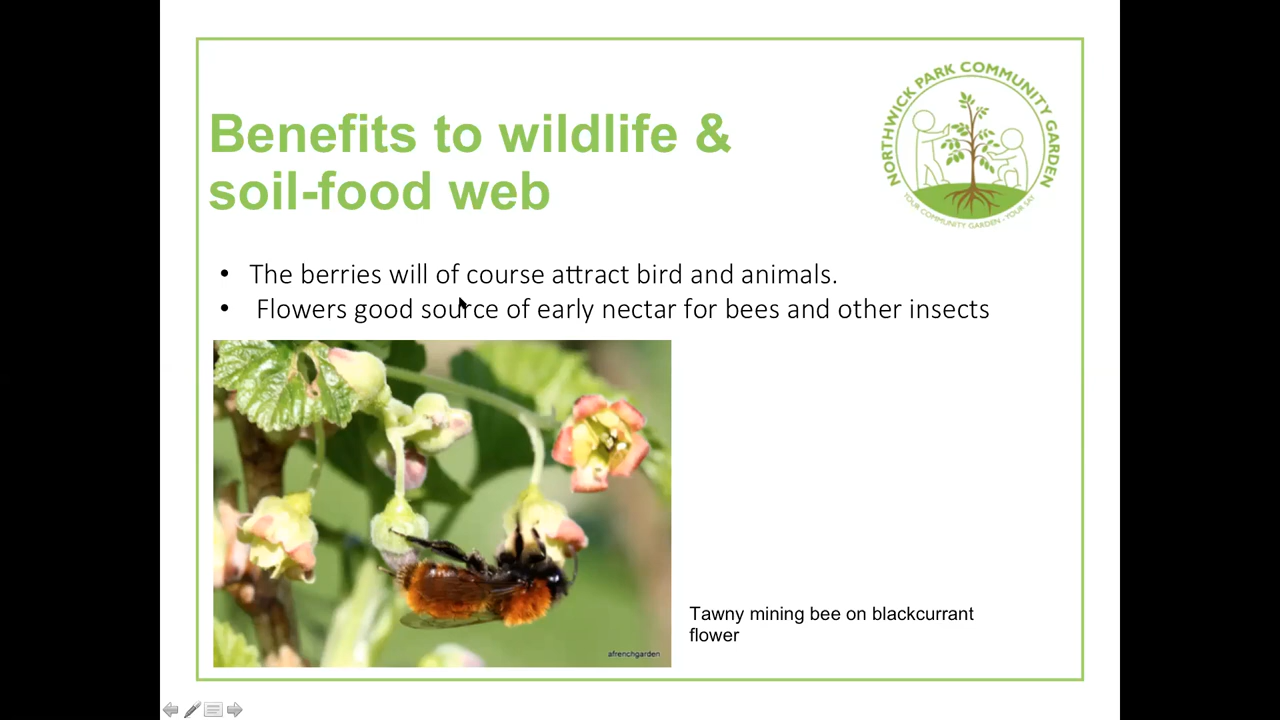 Benefits to wildlife &
soil-food web
NORTHWICK PARK COMMUNITY GARDEN
YOUR COMMUNITY GARDEN - YOUR SAY
• The berries will of course attract bird and animals.
• Flowers good source of early nectar for bees and other insects
afrenchgarden
Tawny mining bee on blackcurrant
flower